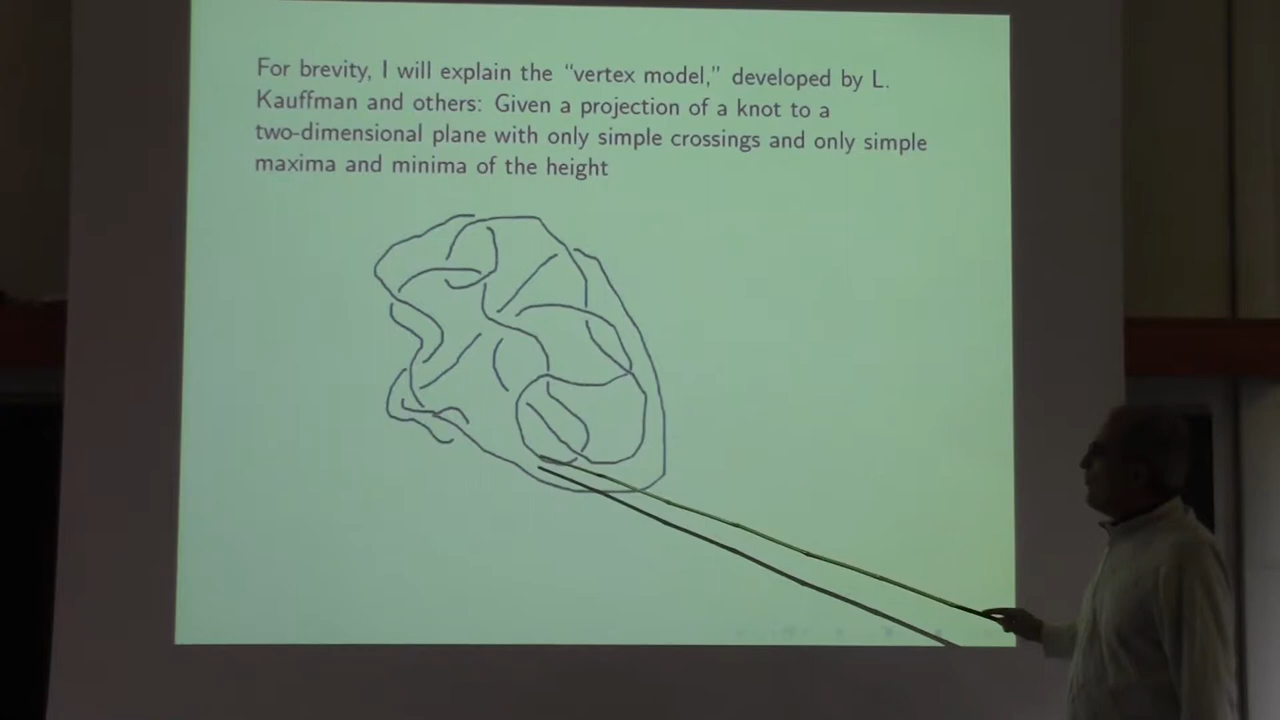 For brevity, I will explain the “vertex model,” developed by L.
Kauffman and others: Given a projection of a knot to a
two-dimensional plane with only simple crossings and only simple
maxima and minima of the height